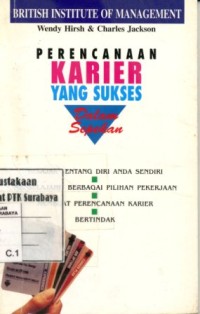 BRITISH INSTITUTE OF MANAGEMENT
Wendy Hirsh & Charles Jackson
PERENCANAAN
KARIER
YANG SUKSES
Dalam
Sepekan
ENTANG DIRI ANDA SENDIRI
BERBAGAI PILIHAN PEKERJAAN
AT PERENCANAAN KARIER
BERTINDAK
ustakaan
at PTK Surabaya
C.1